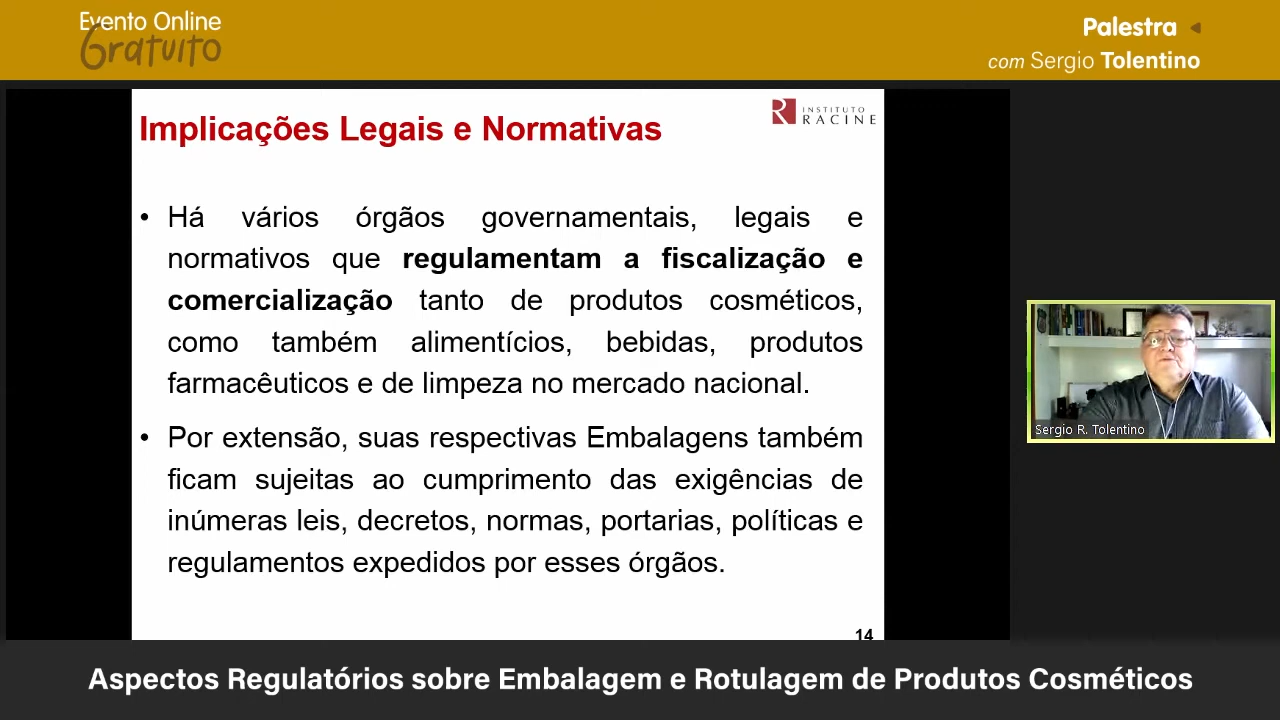 Evento Online
Gratuito
Palestra
com Sergio Tolentino
Implicações Legais e Normativas
INSTITUTO
RACINE
• Há vários órgãos governamentais, legais e
normativos que regulamentam a fiscalização e
comercialização tanto de produtos cosméticos,
como também alimentícios, bebidas, produtos
farmacêuticos e de limpeza no mercado nacional.
• Por extensão, suas respectivas Embalagens também
ficam sujeitas ao cumprimento das exigências de
inúmeras leis, decretos, normas, portarias, políticas e
regulamentos expedidos por esses órgãos.
14
Sergio R. Tolentino
Aspectos Regulatórios sobre Embalagem e Rotulagem de Produtos Cosméticos